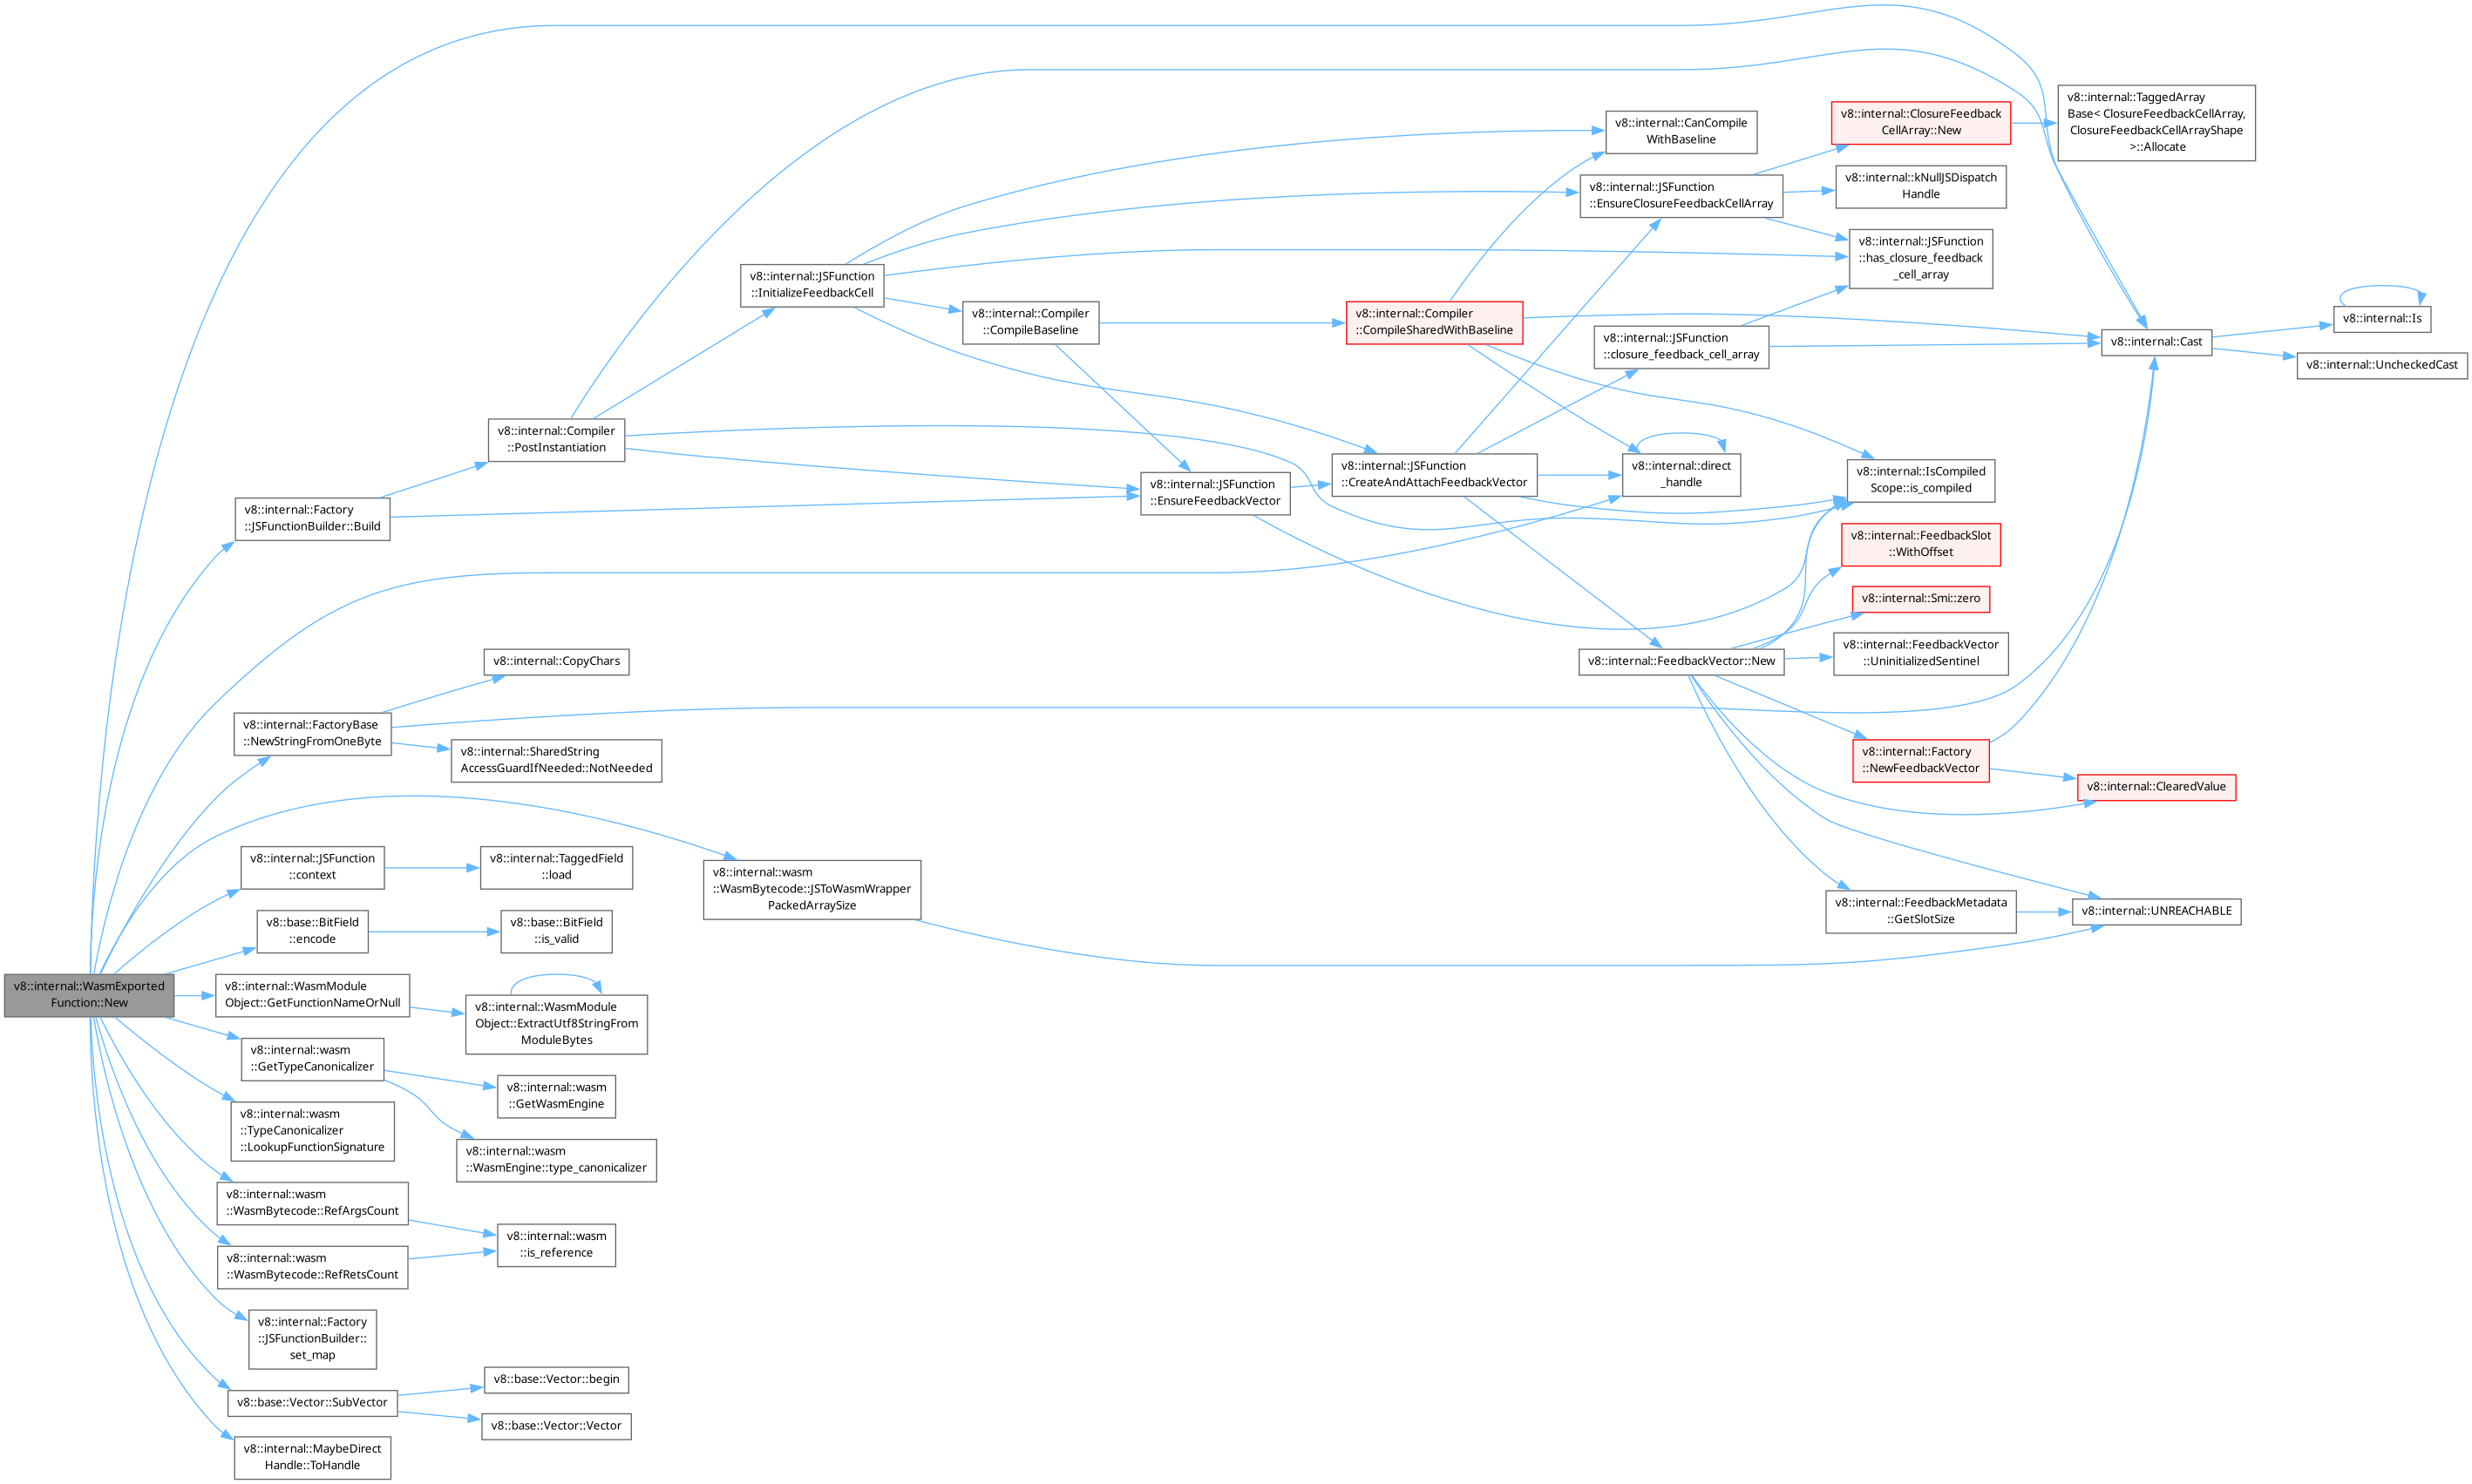 v8::internal::WasmExported
Function::New
v8::internal::Factory
::JSFunctionBuilder::Build
v8::internal::Compiler
::PostInstantiation
v8::internal::JSFunction
::InitializeFeedbackCell
v8::internal::Compiler
::CompileBaseline
v8::internal::JSFunction
::EnsureFeedbackVector
v8::internal::Compiler
::CompileSharedWithBaseline
v8::internal::JSFunction
::CreateAndAttachFeedbackVector
v8::internal::CanCompile
WithBaseline
v8::internal::JSFunction
::EnsureClosureFeedbackCellArray
v8::internal::JSFunction
::closure_feedback_cell_array
v8::internal::direct
_handle
v8::internal::FeedbackVector::New
v8::internal::ClosureFeedback
CellArray::New
v8::internal::kNullJSDispatch
Handle
v8::internal::JSFunction
::has_closure_feedback
_cell_array
v8::internal::IsCompiled
Scope::is_compiled
v8::internal::FeedbackSlot
::WithOffset
v8::internal::Smi::zero
v8::internal::FeedbackVector
::UninitializedSentinel
v8::internal::Factory
::NewFeedbackVector
v8::internal::FeedbackMetadata
::GetSlotSize
v8::internal::TaggedArray
Base< ClosureFeedbackCellArray,
ClosureFeedbackCellArrayShape
>::Allocate
v8::internal::Cast
v8::internal::ClearedValue
v8::internal::UNREACHABLE
v8::internal::Is
v8::internal::UncheckedCast
v8::internal::FactoryBase
::NewStringFromOneByte
v8::internal::CopyChars
v8::internal::SharedString
AccessGuardIfNeeded::NotNeeded
v8::internal::wasm
::WasmBytecode::JSToWasmWrapper
PackedArraySize
v8::internal::JSFunction
::context
v8::internal::TaggedField
::load
v8::base::BitField
::encode
v8::base::BitField
::is_valid
v8::internal::WasmModule
Object::GetFunctionNameOrNull
v8::internal::WasmModule
Object::ExtractUtf8StringFrom
ModuleBytes
v8::internal::wasm
::GetTypeCanonicalizer
v8::internal::wasm
::GetWasmEngine
v8::internal::wasm
::WasmEngine::type_canonicalizer
v8::internal::wasm
::TypeCanonicalizer
::LookupFunctionSignature
v8::internal::wasm
::WasmBytecode::RefArgsCount
v8::internal::wasm
::WasmBytecode::RefRetsCount
v8::internal::wasm
::is_reference
v8::internal::Factory
::JSFunctionBuilder::
set_map
v8::base::Vector::SubVector
v8::base::Vector::begin
v8::base::Vector::Vector
v8::internal::MaybeDirect
Handle::ToHandle